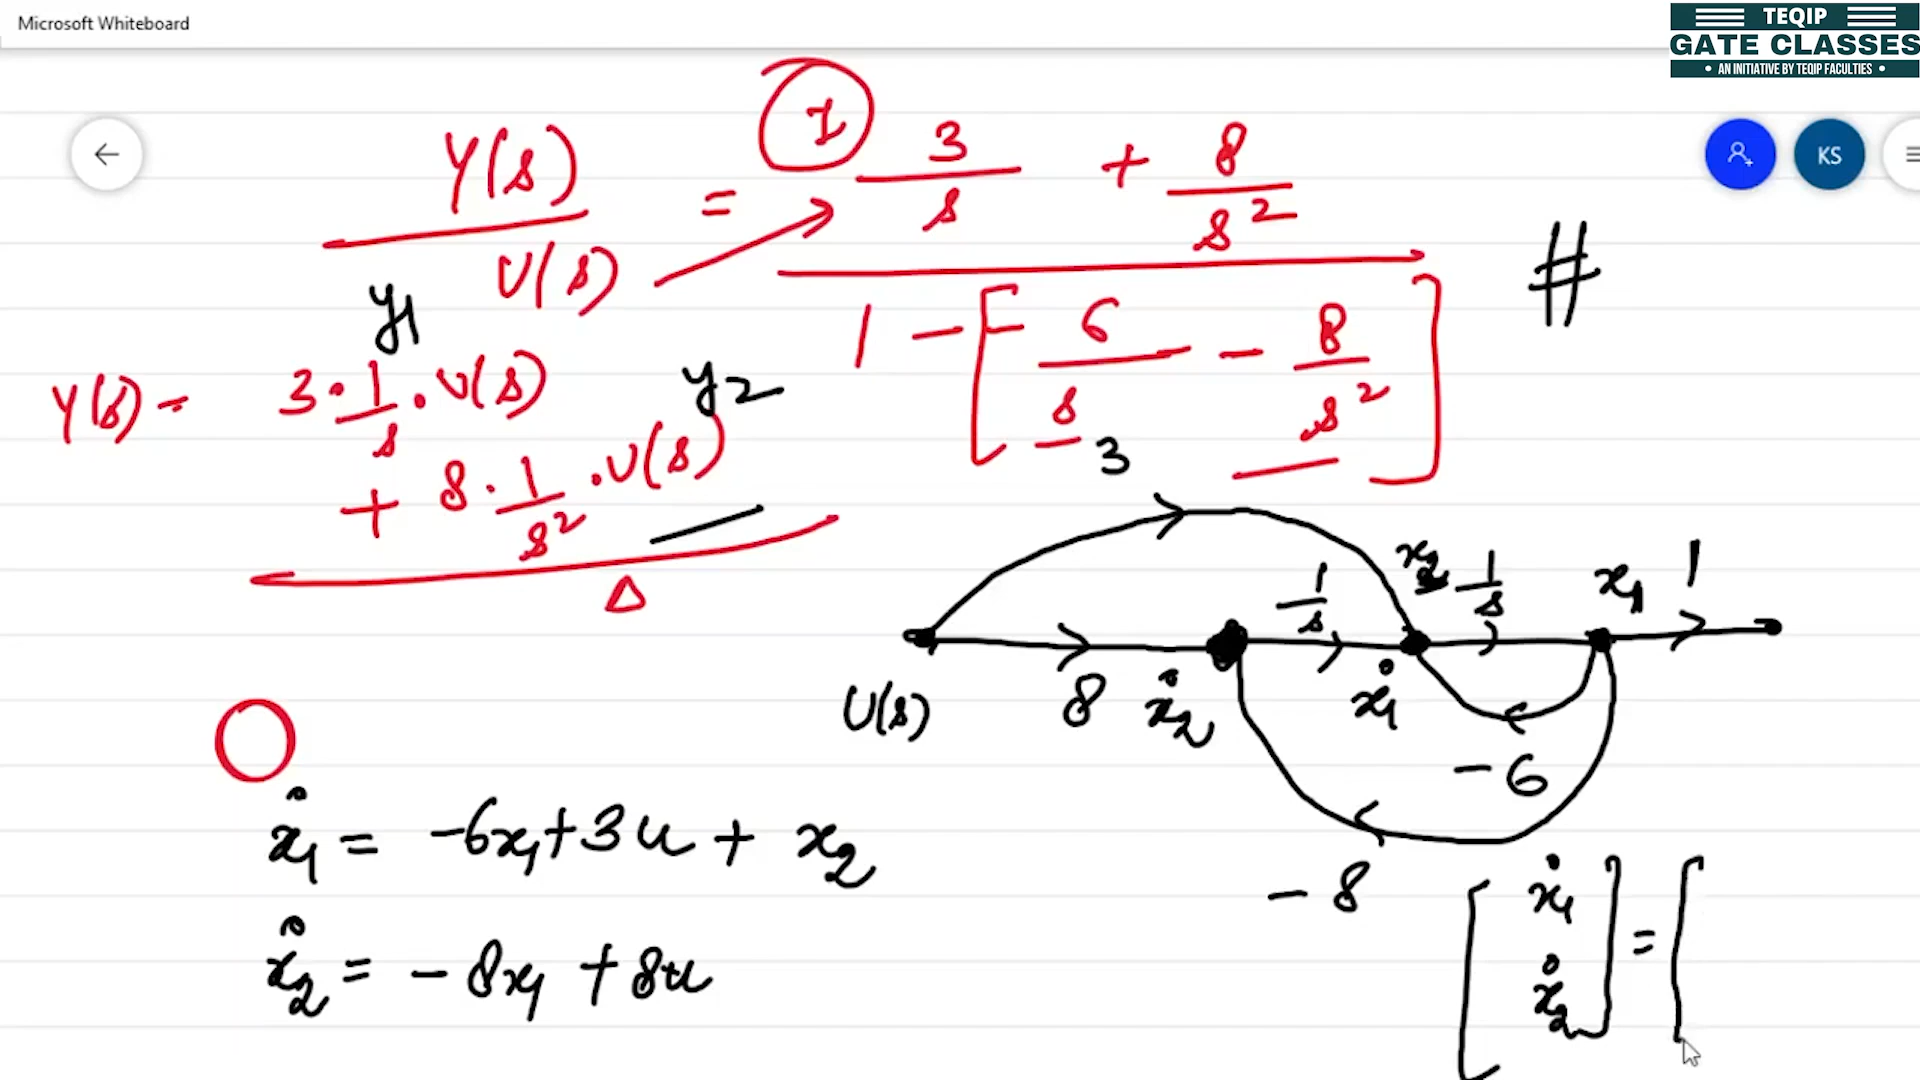 Microsoft Whiteboard
TEQIP
GATE CLASSES
• AN INITIATIVE BY TEQIP FACULTIES •
KS
Y(s) / U(s) = (3/s + 8/s²) / (1 - [-6/s - 8/s²])
I
#
y1
Y(s) = 3 · 1/s · U(s)
y2
+ 8 · 1/s² · U(s)
Δ
3
1/s
x2
1/s
x1
1
U(s)
8
ẋ2
ẋ1
-6
-8
ẋ1 = -6x1 + 3u + x2
ẋ2 = -8x1 + 8u
[ẋ1
ẋ2] = [